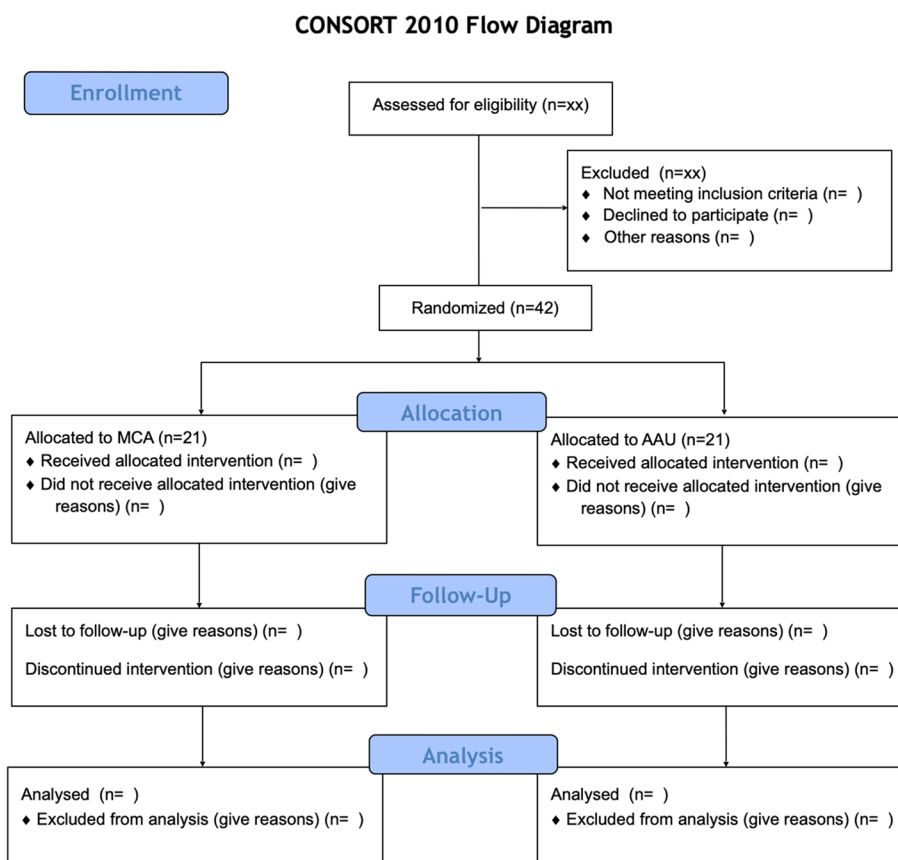 CONSORT 2010 Flow Diagram
Enrollment
Assessed for eligibility (n=xx)
Excluded (n=xx)
♦ Not meeting inclusion criteria (n= )
♦ Declined to participate (n= )
♦ Other reasons (n= )
Randomized (n=42)
Allocation
Allocated to MCA (n=21)
♦ Received allocated intervention (n= )
♦ Did not receive allocated intervention (give
reasons) (n= )
Allocated to AAU (n=21)
♦ Received allocated intervention (n= )
♦ Did not receive allocated intervention (give
reasons) (n= )
Follow-Up
Lost to follow-up (give reasons) (n= )
Discontinued intervention (give reasons) (n= )
Lost to follow-up (give reasons) (n= )
Discontinued intervention (give reasons) (n= )
Analysis
Analysed (n= )
♦ Excluded from analysis (give reasons) (n= )
Analysed (n= )
♦ Excluded from analysis (give reasons) (n= )